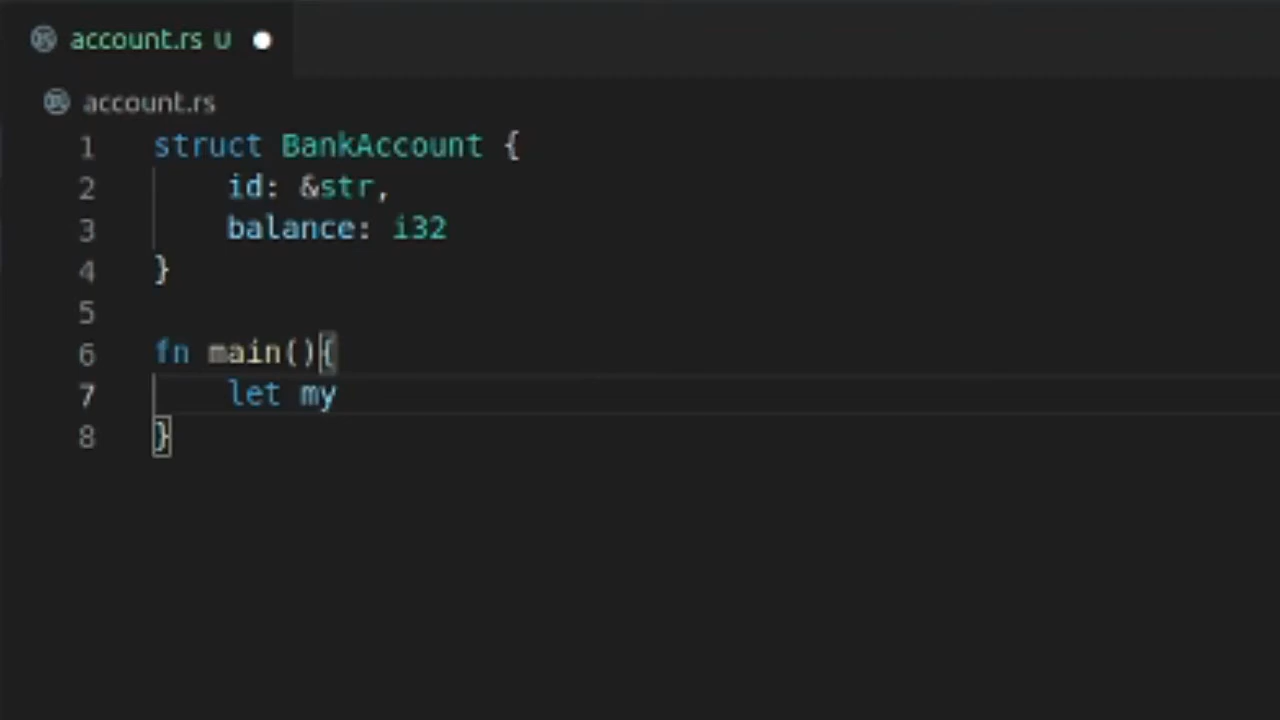 account.rs U
account.rs
1 struct BankAccount {
2 id: &str,
3 balance: i32
4 }
5
6 fn main(){
7 let my
8 }